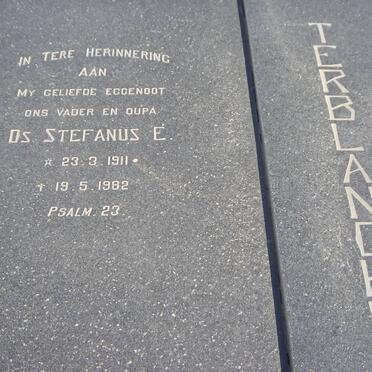 IN TERE HERINNERING
AAN
MY GELIEFDE EGGENOOT
ONS VADER EN OUPA
DS STEFANUS E.
☆ 23.3.1911 •
† 19.5.1982
PSALM 23.
TERBLANCH